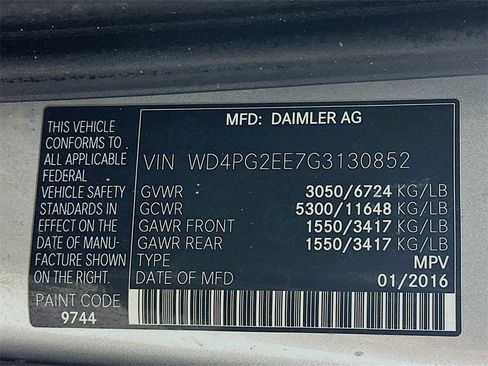 THIS VEHICLE
CONFORMS TO
ALL APPLICABLE
FEDERAL
VEHICLE SAFETY
STANDARDS IN
EFFECT ON THE
DATE OF MANU-
FACTURE SHOWN
ON THE RIGHT.
PAINT CODE
9744
MFD: DAIMLER AG
VIN WD4PG2EE7G3130852
GVWR 3050/6724 KG/LB
GCWR 5300/11648 KG/LB
GAWR FRONT 1550/3417 KG/LB
GAWR REAR 1550/3417 KG/LB
TYPE MPV
DATE OF MFD 01/2016